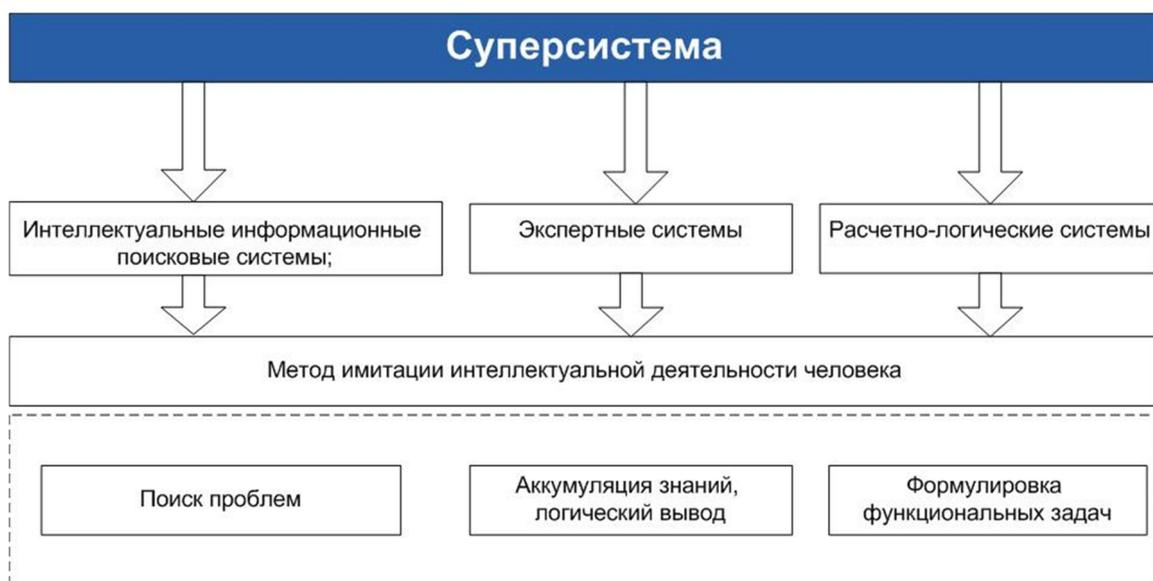 Суперсистема
Интеллектуальные информационные
поисковые системы;
Экспертные системы
Расчетно-логические системы
Метод имитации интеллектуальной деятельности человека
Поиск проблем
Аккумуляция знаний,
логический вывод
Формулировка
функциональных задач